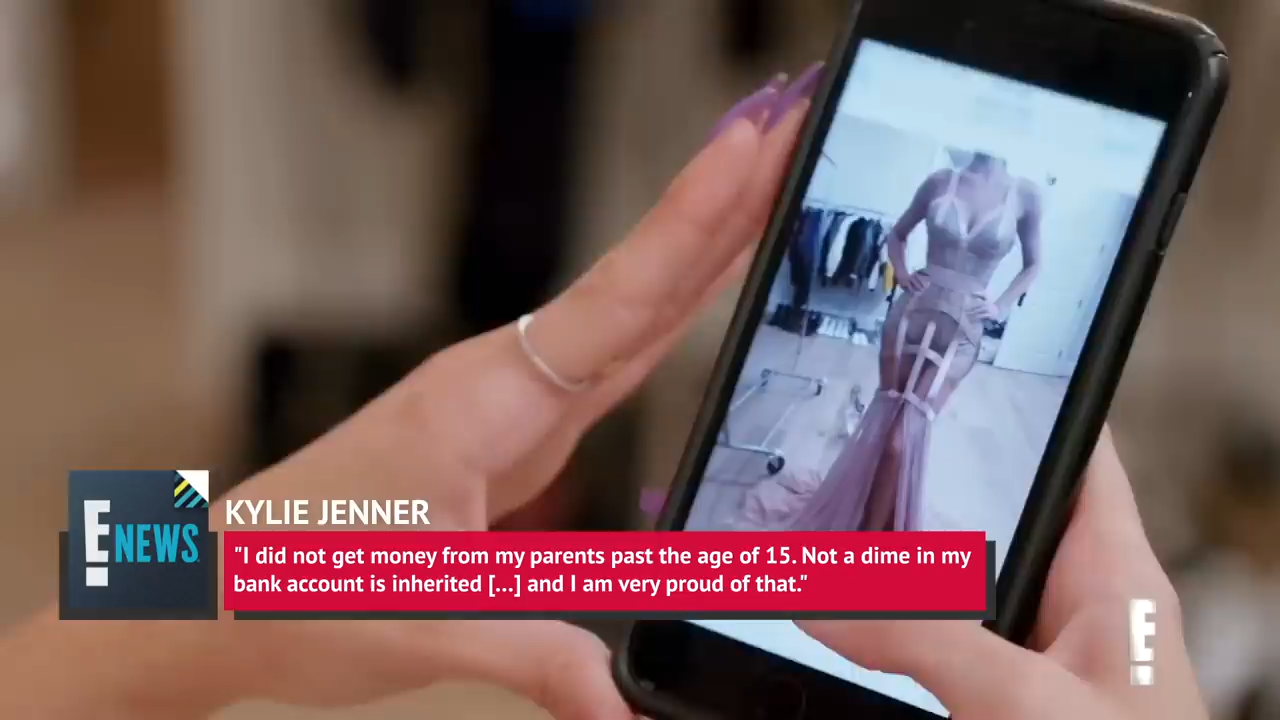 KYLIE JENNER
"I did not get money from my parents past the age of 15. Not a dime in my
bank account is inherited [...] and I am very proud of that."
E NEWS
E!